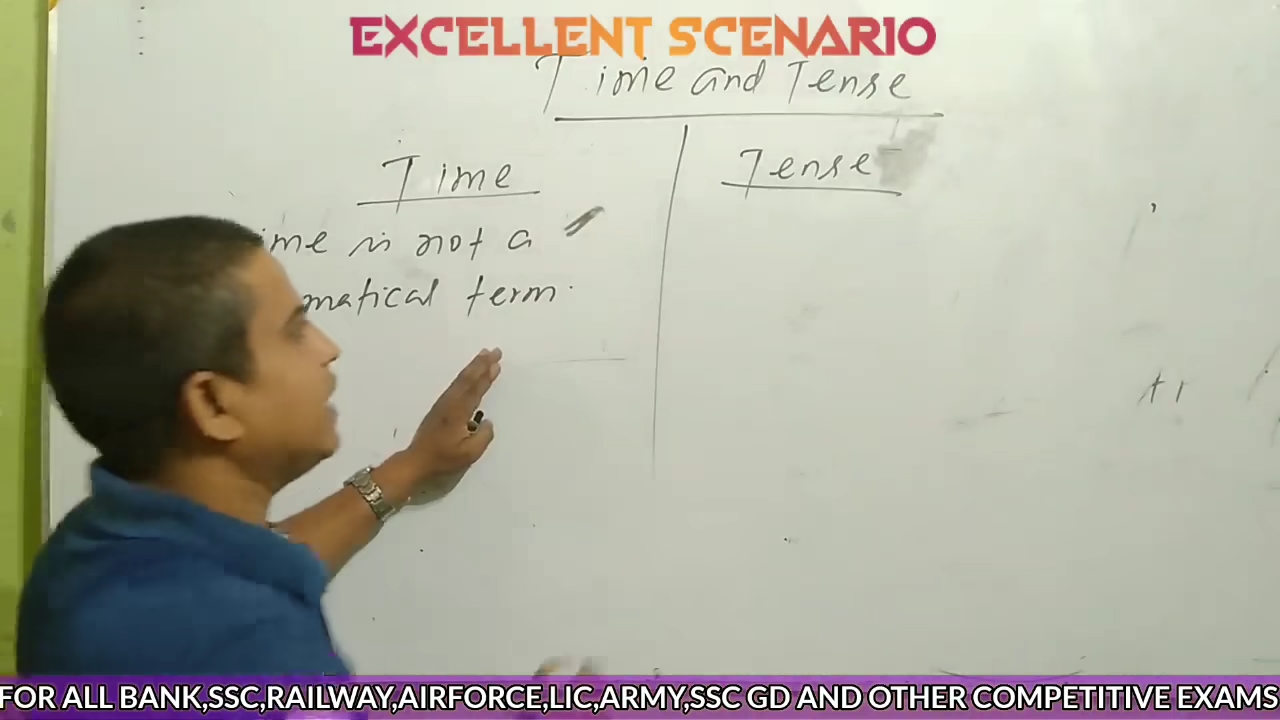 EXCELLENT SCENARIO
Time and Tense
Time
Tense
ime is not a
matical term.
FOR ALL BANK,SSC,RAILWAY,AIRFORCE,LIC,ARMY,SSC GD AND OTHER COMPETITIVE EXAMS